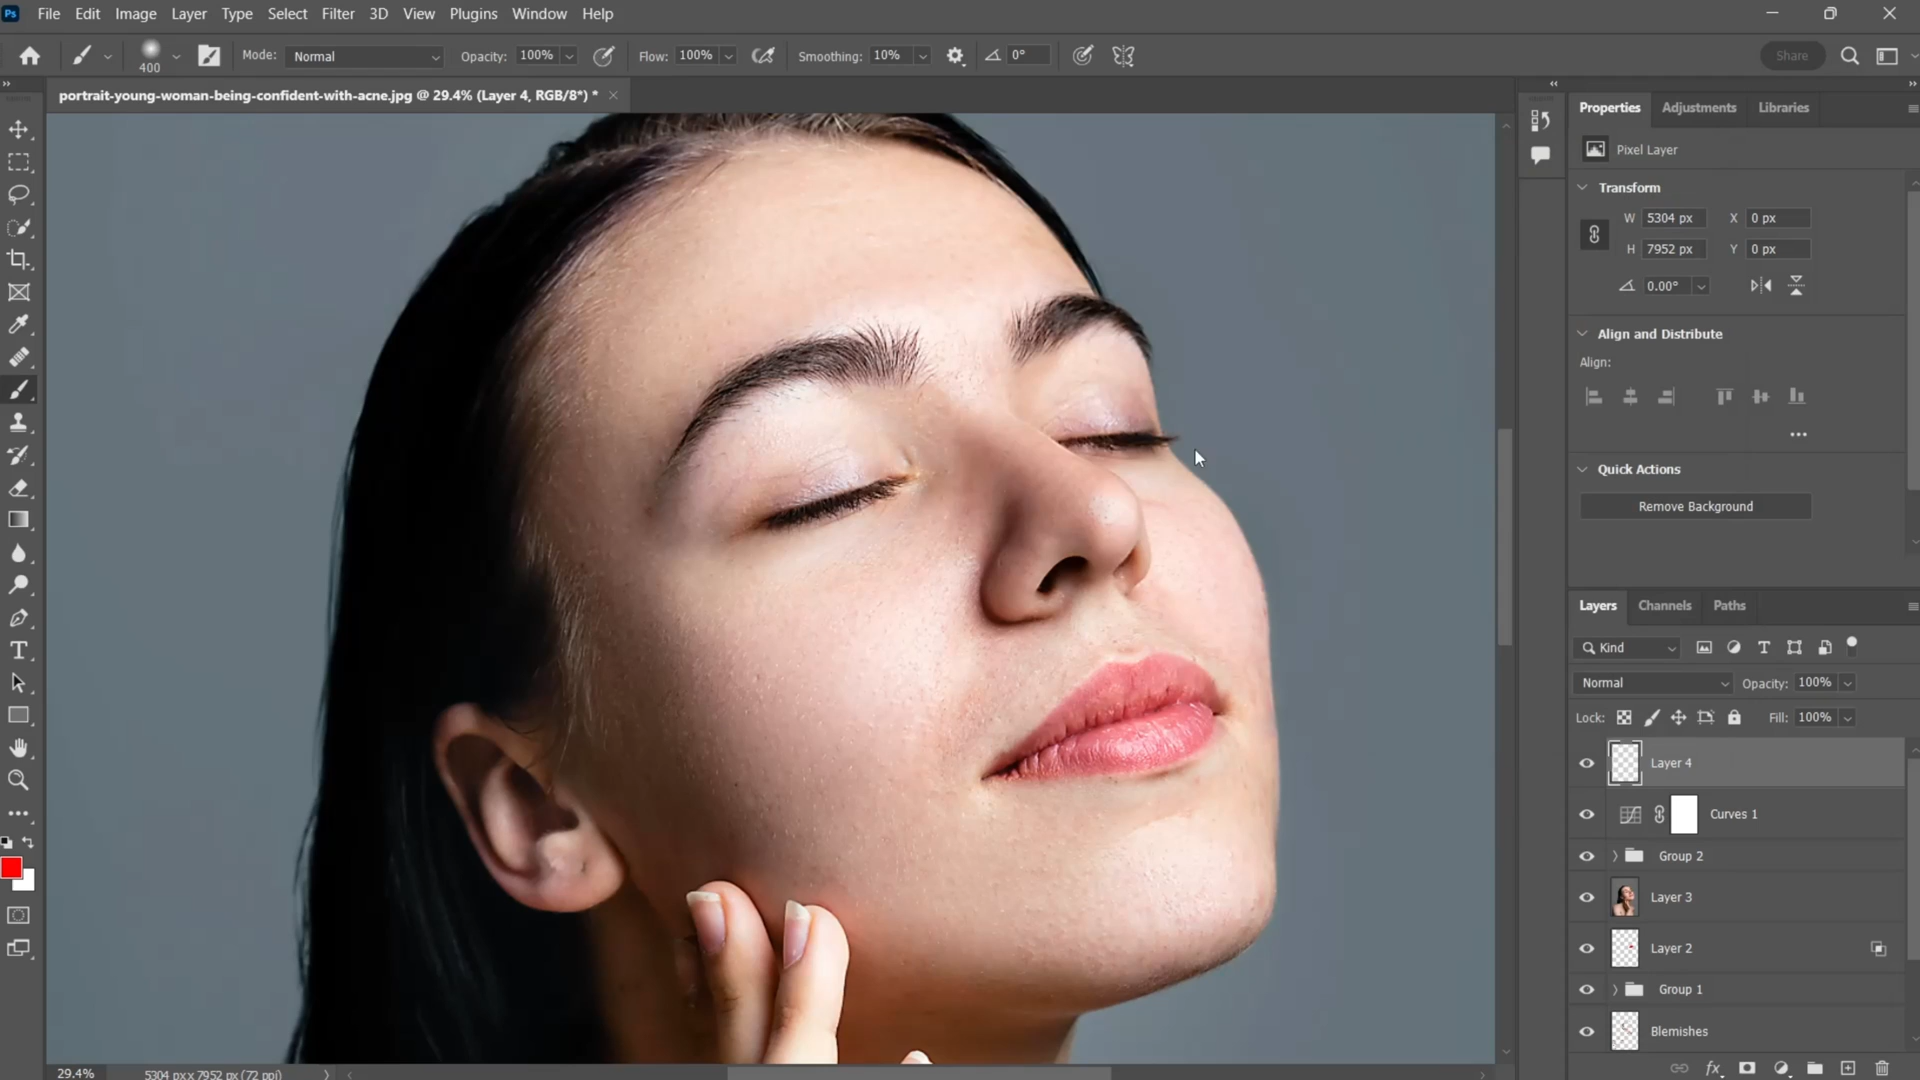 Ps File Edit Image Layer Type Select Filter 3D View Plugins Window Help
400 Mode: Normal Opacity: 100% Flow: 100% Smoothing: 10% 0° Share
portrait-young-woman-being-confident-with-acne.jpg @ 29.4% (Layer 4, RGB/8*) *
Properties Adjustments Libraries
Pixel Layer
Transform
W 5304 px X 0 px
H 7952 px Y 0 px
0.00°
Align and Distribute
Align:
Quick Actions
Remove Background
Layers Channels Paths
Kind
Normal Opacity: 100%
Lock: Fill: 100%
Layer 4
Curves 1
Group 2
Layer 3
Layer 2
Group 1
Blemishes
29.4% 5304 px x 7952 px (72 ppi)